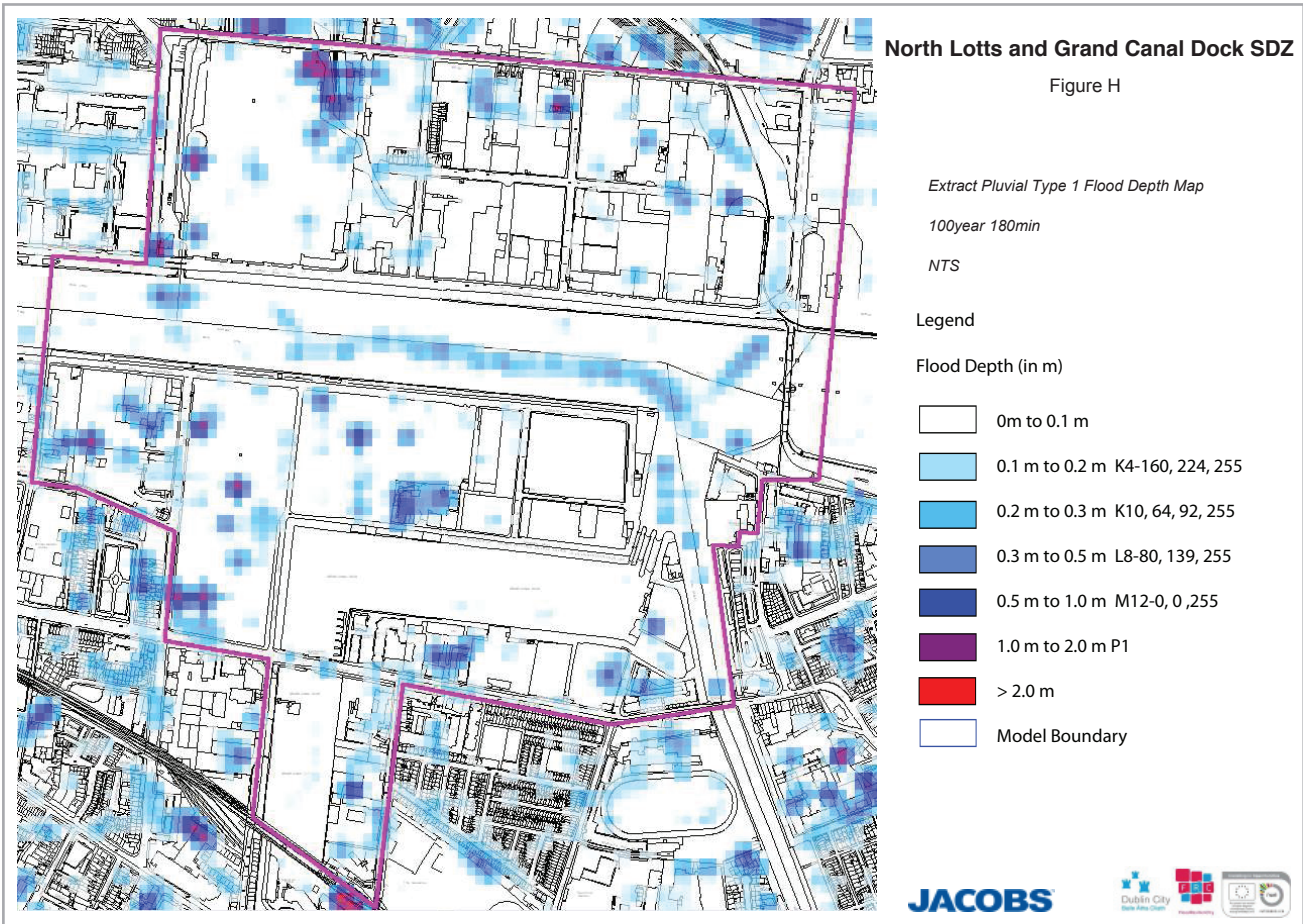 North Lotts and Grand Canal Dock SDZ
Figure H
Extract Pluvial Type 1 Flood Depth Map
100year 180min
NTS
Legend
Flood Depth (in m)
0m to 0.1 m
0.1 m to 0.2 m K4-160, 224, 255
0.2 m to 0.3 m K10, 64, 92, 255
0.3 m to 0.5 m L8-80, 139, 255
0.5 m to 1.0 m M12-0, 0 ,255
1.0 m to 2.0 m P1
> 2.0 m
Model Boundary
JACOBS
Dublin City
Baile Átha Cliath